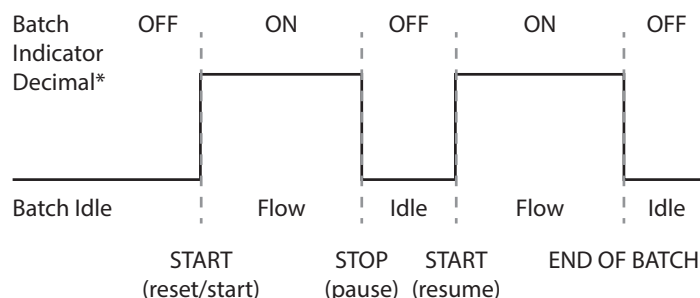 Batch Indicator Decimal* OFF ON OFF ON OFF
Batch Idle Flow Idle Flow Idle
START (reset/start) STOP (pause) START (resume) END OF BATCH